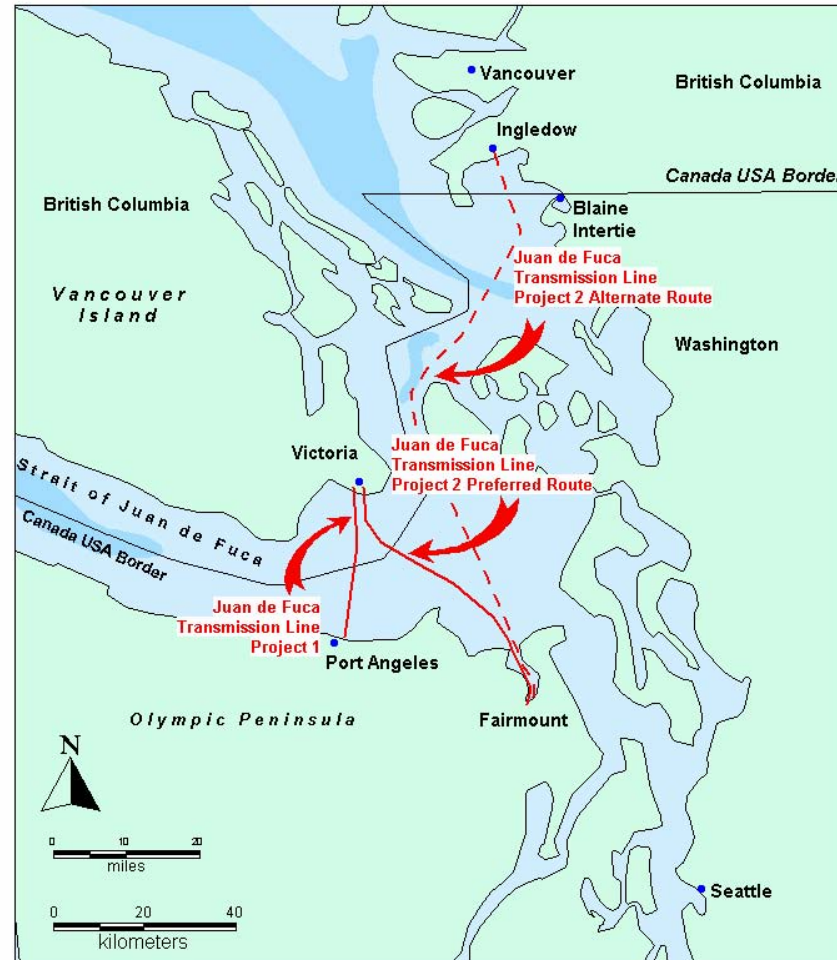 Vancouver
British Columbia
Ingledow
Canada USA Border
British Columbia
Blaine
Intertie
Juan de Fuca
Transmission Line
Project 2 Alternate Route
Vancouver
Island
Washington
Juan de Fuca
Transmission Line
Project 2 Preferred Route
Victoria
Strait of Juan de Fuca
Canada USA Border
Juan de Fuca
Transmission Line
Project 1
Port Angeles
Fairmount
Olympic Peninsula
N
0 10 20
miles
Seattle
0 20 40
kilometers